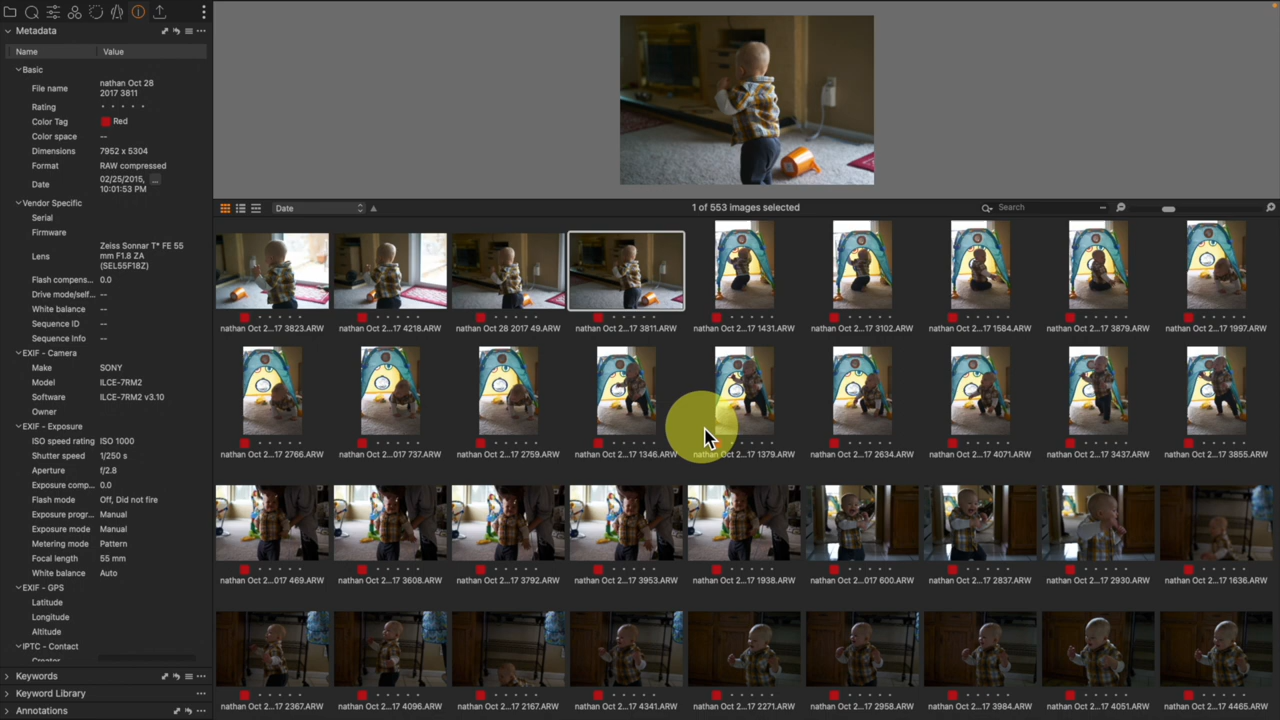 Metadata
Name Value
Basic
File name nathan Oct 28
2017 3811
Rating
Color Tag Red
Color space --
Dimensions 7952 x 5304
Format RAW compressed
Date 02/25/2015,
10:01:53 PM ...
Vendor Specific
Serial
Firmware
Lens Zeiss Sonnar T* FE 55
mm F1.8 ZA
(SEL55F18Z)
Flash compens... 0.0
Drive mode/self... --
White balance --
Sequence ID --
Sequence Info --
EXIF - Camera
Make SONY
Model ILCE-7RM2
Software ILCE-7RM2 v3.10
Owner
EXIF - Exposure
ISO speed rating ISO 1000
Shutter speed 1/250 s
Aperture f/2.8
Exposure comp... 0.0
Flash mode Off, Did not fire
Exposure progr... Manual
Exposure mode Manual
Metering mode Pattern
Focal length 55 mm
White balance Auto
EXIF - GPS
Latitude
Longitude
Altitude
IPTC - Contact
Keywords
Keyword Library
Annotations
Date 1 of 553 images selected Search
nathan Oct 2...17 3823.ARW nathan Oct 2...17 4218.ARW nathan Oct 28 2017 49.ARW nathan Oct 2...17 3811.ARW nathan Oct 2...17 1431.ARW nathan Oct 2...17 3102.ARW nathan Oct 2...17 1584.ARW nathan Oct 2...17 3879.ARW nathan Oct 2...17 1997.ARW
nathan Oct 2...17 2766.ARW nathan Oct 2...017 737.ARW nathan Oct 2...17 2759.ARW nathan Oct 2...17 1346.ARW nathan Oct 2...17 1379.ARW nathan Oct 2...17 2634.ARW nathan Oct 2...17 4071.ARW nathan Oct 2...17 3437.ARW nathan Oct 2...17 3855.ARW
nathan Oct 2...017 469.ARW nathan Oct 2...17 3608.ARW nathan Oct 2...17 3792.ARW nathan Oct 2...17 3953.ARW nathan Oct 2...17 1938.ARW nathan Oct 2...017 600.ARW nathan Oct 2...17 2837.ARW nathan Oct 2...17 2930.ARW nathan Oct 2...17 1636.ARW
nathan Oct 2...17 2367.ARW nathan Oct 2...17 4096.ARW nathan Oct 2...17 2167.ARW nathan Oct 2...17 4341.ARW nathan Oct 2...17 2271.ARW nathan Oct 2...17 2958.ARW nathan Oct 2...17 3984.ARW nathan Oct 2...17 4051.ARW nathan Oct 2...17 4465.ARW